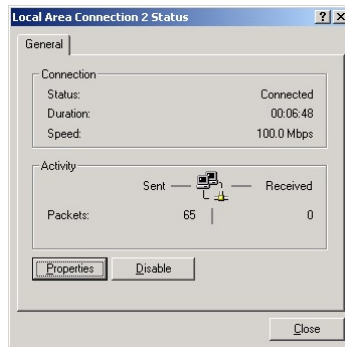 Local Area Connection 2 Status
General
Connection
Status: Connected
Duration: 00:06:48
Speed: 100.0 Mbps
Activity
Sent Received
Packets: 65 0
Properties Disable
Close